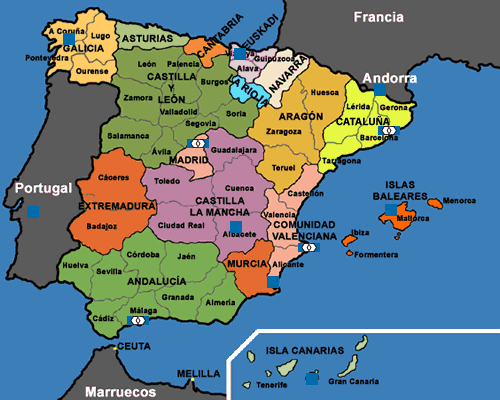 Francia
CANTABRIA
EUSKADI
A Coruña
Lugo
ASTURIAS
GALICIA
Pontevedra
Ourense
Guipuzcoa
Alava
NAVARRA
León
Palencia
Burgos
LA RIOJA
CASTILLA
Y
LEÓN
Zamora
Valladolid
Soria
Segovia
Salamanca
Ávila
Huesca
ARAGÓN
Zaragoza
Teruel
Andorra
Lérida
Gerona
CATALUÑA
Barcelona
Tarragona
MADRID
Guadalajara
Portugal
Cáceres
EXTREMADURA
Badajoz
Toledo
Cuenca
CASTILLA
LA MANCHA
Ciudad Real
Albacete
Castellón
Valencia
COMUNIDAD
VALENCIANA
Alicante
ISLAS
BALEARES
Menorca
Mallorca
Ibiza
Formentera
MURCIA
Huelva
Sevilla
Córdoba
Jaén
ANDALUCÍA
Granada
Almeria
Cádiz
Málaga
CEUTA
MELILLA
Marruecos
ISLA CANARIAS
Tenerife
Gran Canaria